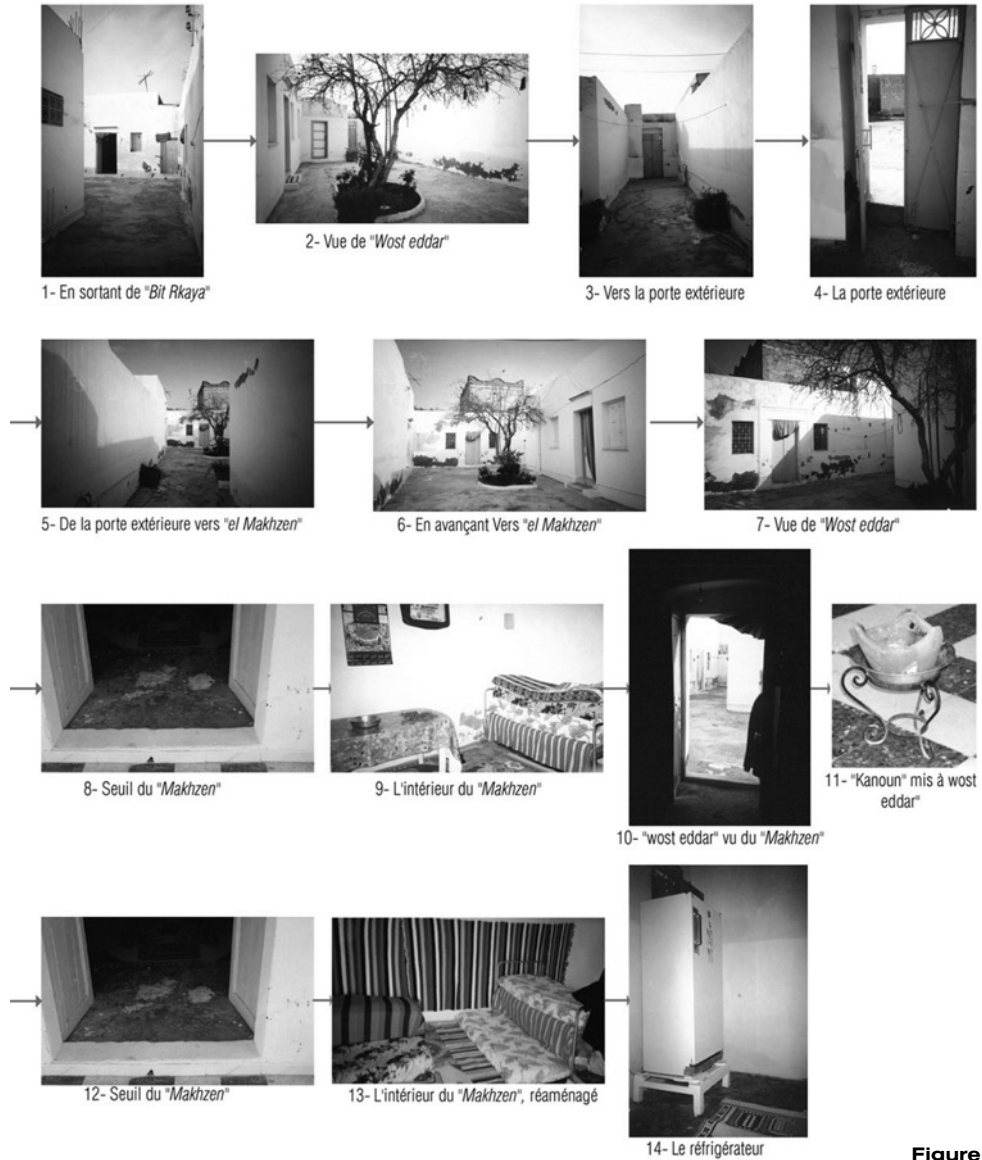 1- En sortant de "Bit Rkaya"
2- Vue de "Wost eddar"
3- Vers la porte extérieure
4- La porte extérieure
5- De la porte extérieure vers "el Makhzen"
6- En avançant Vers "el Makhzen"
7- Vue de "Wost eddar"
8- Seuil du "Makhzen"
9- L'intérieur du "Makhzen"
10- "wost eddar" vu du "Makhzen"
11- "Kanoun" mis à wost
eddar"
12- Seuil du "Makhzen"
13- L'intérieur du "Makhzen", réaménagé
14- Le réfrigérateur
Figure